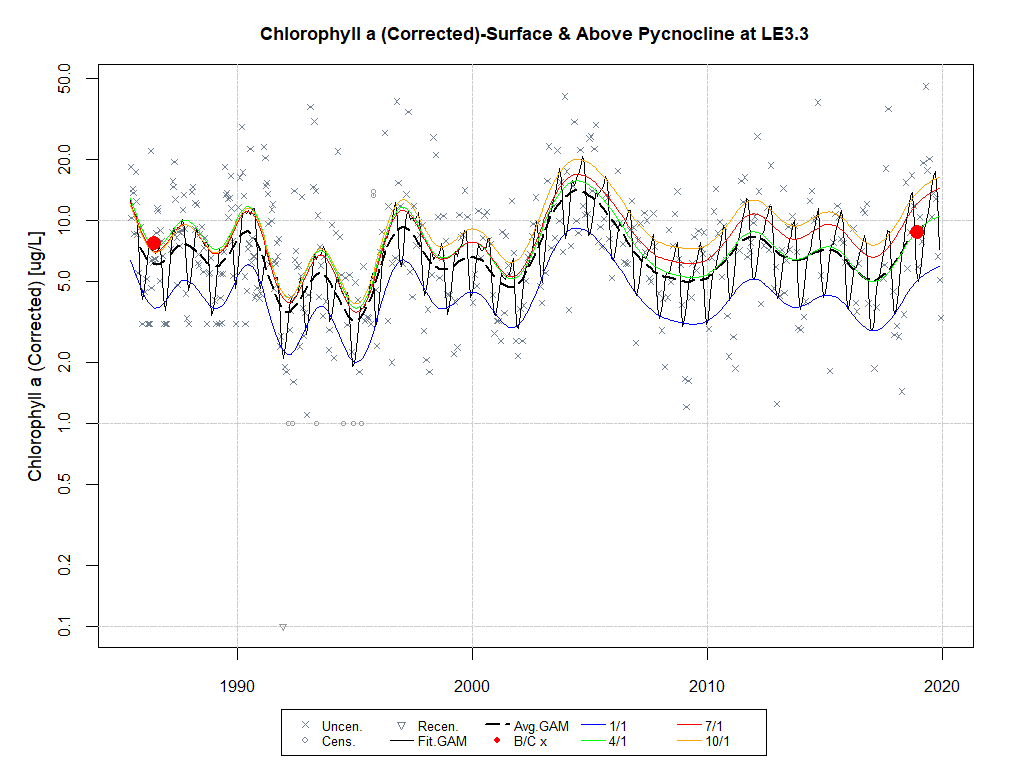 Chlorophyll a (Corrected)-Surface & Above Pycnocline at LE3.3
Chlorophyll a (Corrected) [ug/L]
50.0
20.0
10.0
5.0
2.0
1.0
0.5
0.2
0.1
1990 2000 2010 2020
Uncen. Recen. Avg.GAM 1/1 7/1
Cens. Fit.GAM B/C x 4/1 10/1